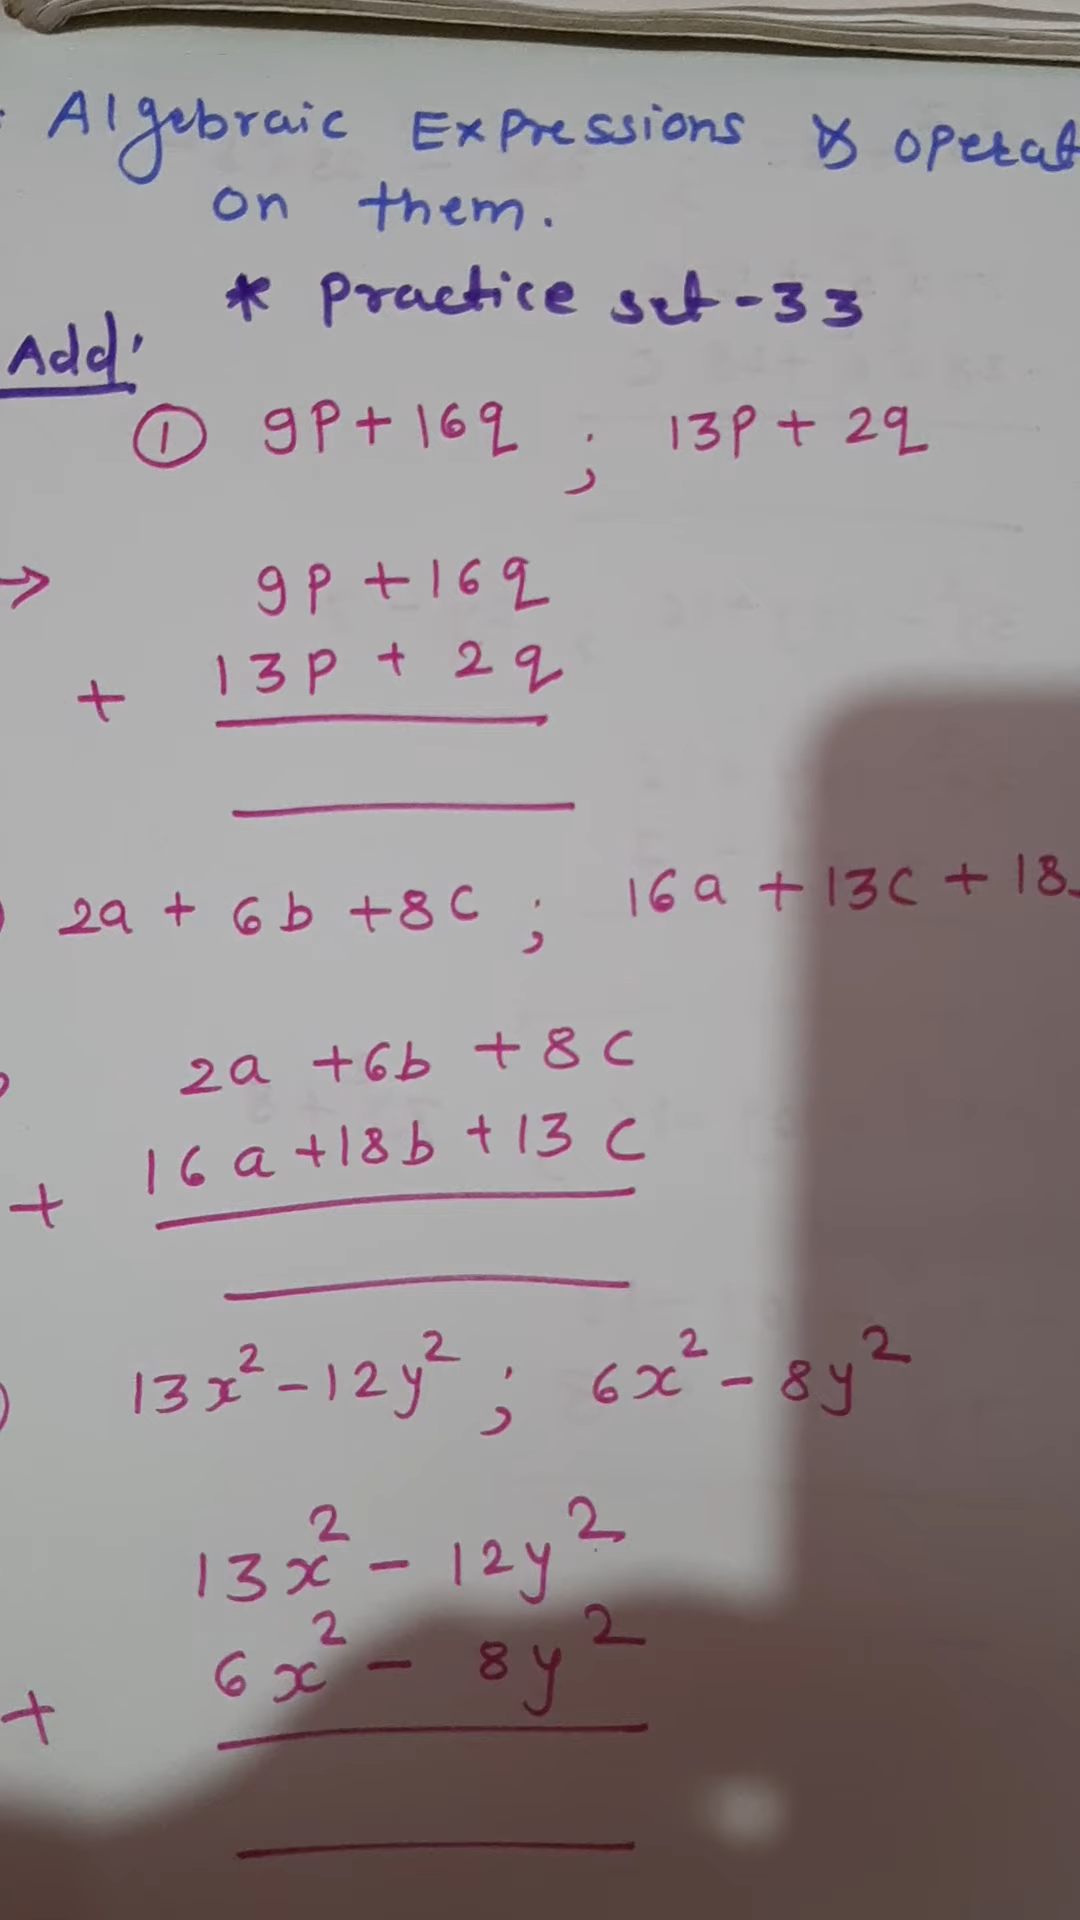 Algebraic Expressions & operat
on them.
* Practice set-33
Add'
① 9p+16q ; 13p+2q
→ 9p+16q
+ 13p+2q
2a+6b+8c ; 16a+13c+18
2a+6b+8c
+ 16a+18b+13c
13x²-12y² ; 6x²-8y²
13x²-12y²
+ 6x²-8y²